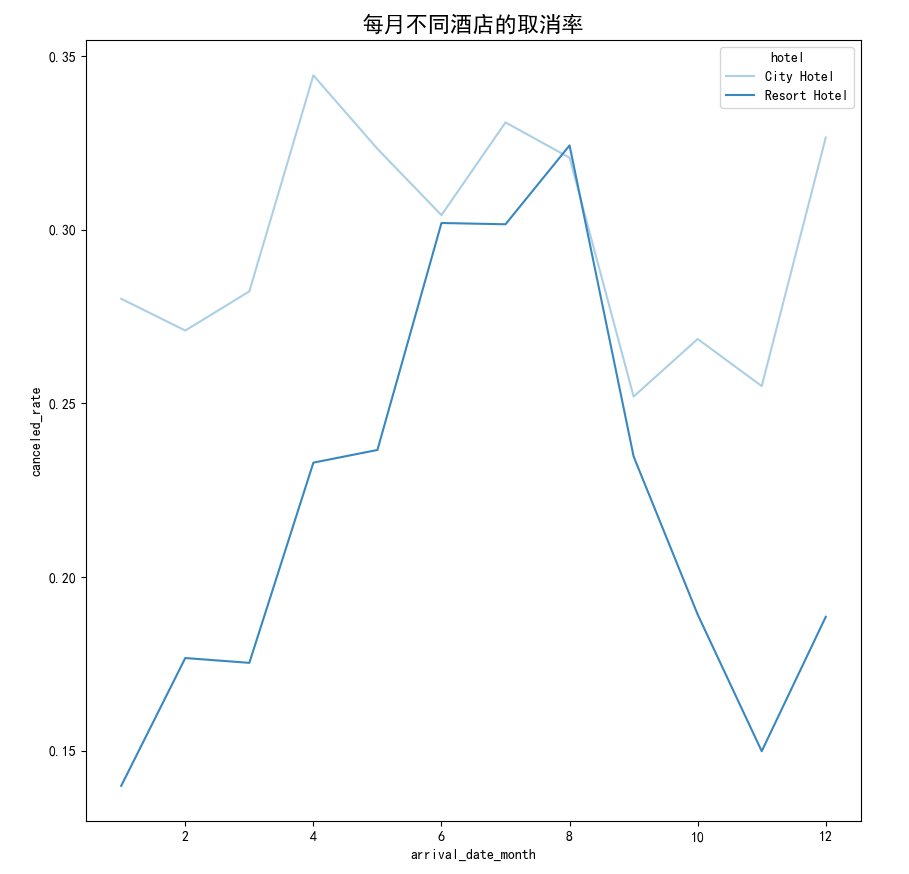 每月不同酒店的取消率
hotel
City Hotel
Resort Hotel
canceled_rate
0.35
0.30
0.25
0.20
0.15
2 4 6 8 10 12
arrival_date_month